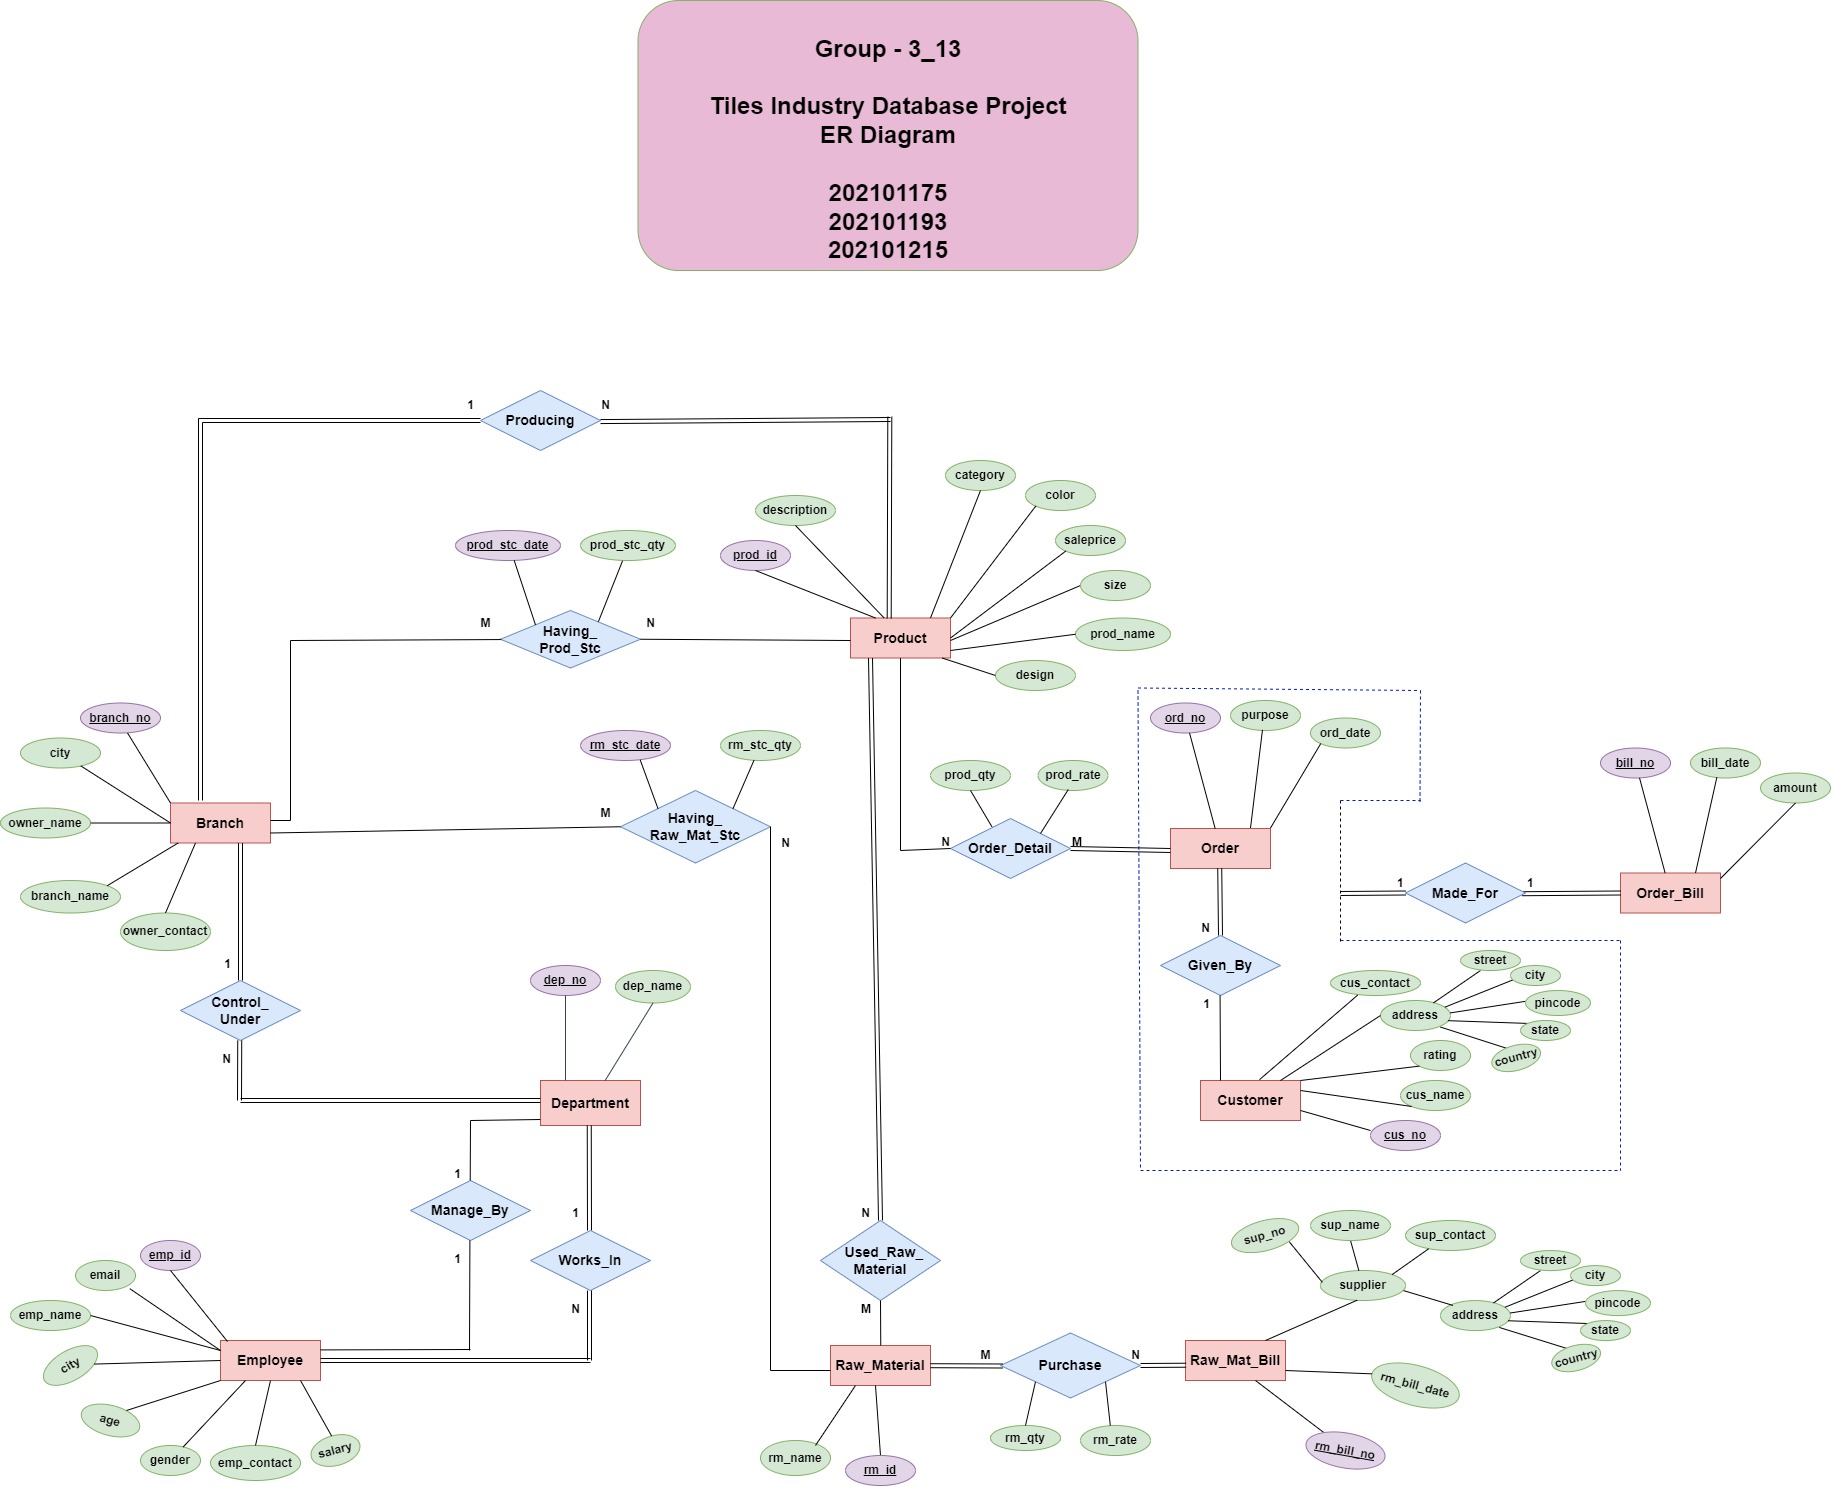 Group - 3_13
Tiles Industry Database Project
ER Diagram
202101175
202101193
202101215
1
Producing
N
category
color
description
saleprice
prod_stc_date
prod_stc_qty
prod_id
size
M
Having_
Prod_Stc
N
Product
prod_name
design
branch_no
city
owner_name
Branch
branch_name
owner_contact
rm_stc_date
rm_stc_qty
M
Having_
Raw_Mat_Stc
N
prod_qty
prod_rate
N
Order_Detail
M
ord_no
purpose
ord_date
Order
bill_no
bill_date
amount
1
Made_For
1
Order_Bill
N
Given_By
1
cus_contact
street
city
address
pincode
state
country
rating
Customer
cus_name
cus_no
1
Control_
Under
N
dep_no
dep_name
Department
1
Manage_By
1
1
Works_In
N
emp_id
email
emp_name
city
Employee
age
gender
emp_contact
salary
N
Used_Raw_
Material
M
Raw_Material
rm_name
rm_id
M
Purchase
N
rm_qty
rm_rate
sup_no
sup_name
sup_contact
supplier
street
city
address
pincode
state
country
Raw_Mat_Bill
rm_bill_date
rm_bill_no